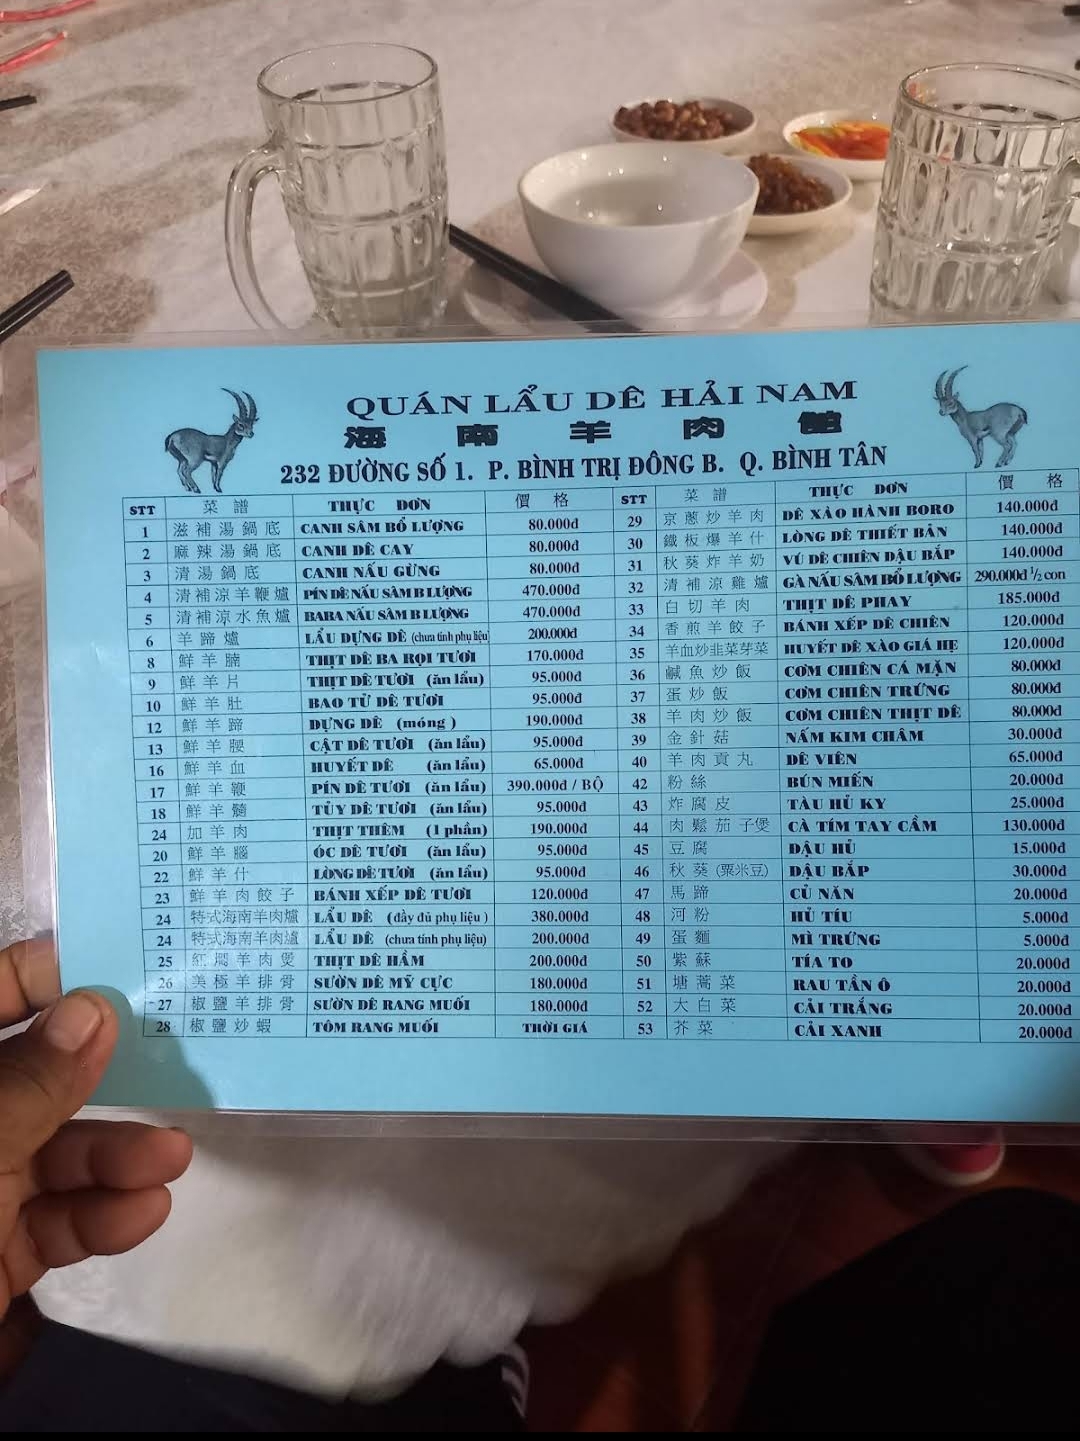 QUÁN LẨU DÊ HẢI NAM
海南羊肉館
232 ĐƯỜNG SỐ 1. P. BÌNH TRỊ ĐÔNG B. Q. BÌNH TÂN
STT 菜 譜 THỰC ĐƠN 價 格
1 滋補湯鍋底 CANH SÂM BỔ LƯỢNG 80.000đ
2 麻辣湯鍋底 CANH DÊ CAY 80.000đ
3 清湯鍋底 CANH NẤU GỪNG 80.000đ
4 清補涼羊鞭爐 PÍN DÊ NẤU SÂM B LƯỢNG 470.000đ
5 清補涼水魚爐 BARA NẤU SÂM B LƯỢNG 470.000đ
6 羊蹄爐 LẨU DỰNG DÊ (chưa tính phụ liệu) 200.000đ
8 鮮羊腩 THỊT DÊ BA RỌI TƯƠI 170.000đ
9 鮮羊片 THỊT DÊ TƯƠI (ăn lẩu) 95.000đ
10 鮮羊肚 BAO TỬ DÊ TƯƠI 95.000đ
12 鮮羊蹄 DỰNG DÊ (móng ) 190.000đ
13 鮮羊腰 CẬT DÊ TƯƠI (ăn lẩu) 95.000đ
16 鮮羊血 HUYẾT DÊ (ăn lẩu) 65.000đ
17 鮮羊鞭 PÍN DÊ TƯƠI (ăn lẩu) 390.000đ / BỘ
18 鮮羊髓 TỦY DÊ TƯƠI (ăn lẩu) 95.000đ
24 加羊肉 THỊT THÊM (1 phần) 190.000đ
20 鮮羊腦 ÓC DÊ TƯƠI (ăn lẩu) 95.000đ
22 鮮羊什 LÒNG DÊ TƯƠI (ăn lẩu) 95.000đ
23 鮮羊肉餃子 BÁNH XẾP DÊ TƯƠI 120.000đ
24 特式海南羊肉爐 LẨU DÊ (đầy đủ phụ liệu ) 380.000đ
24 特式海南羊肉爐 LẨU DÊ (chưa tính phụ liệu) 200.000đ
25 紅燜羊肉煲 THỊT DÊ HẦM 200.000đ
26 美極羊排骨 SƯỜN DÊ MỸ CỰC 180.000đ
27 椒鹽羊排骨 SƯỜN DÊ RANG MUỐI 180.000đ
28 椒鹽炒蝦 TÔM RANG MUỐI THỜI GIÁ
STT 菜 譜 THỰC ĐƠN 價 格
29 京蔥炒羊肉 DÊ XÀO HÀNH BORO 140.000đ
30 鐵板爆羊什 LÒNG DÊ THIẾT BẢN 140.000đ
31 秋葵炸羊奶 VÚ DÊ CHIÊN ĐẬU BẮP 140.000đ
32 清補涼雞爐 GÀ NẤU SÂM BỔ LƯỢNG 290.000đ ½ con
33 白切羊肉 THỊT DÊ PHAY 185.000đ
34 香煎羊餃子 BÁNH XẾP DÊ CHIÊN 120.000đ
35 羊血炒韭菜芽菜 HUYẾT DÊ XÀO GIÁ HẸ 120.000đ
36 鹹魚炒飯 CƠM CHIÊN CÁ MẶN 80.000đ
37 蛋炒飯 CƠM CHIÊN TRỨNG 80.000đ
38 羊肉炒飯 CƠM CHIÊN THỊT DÊ 80.000đ
39 金針菇 NẤM KIM CHÂM 30.000đ
40 羊肉貢丸 DÊ VIÊN 65.000đ
42 粉絲 BÚN MIẾN 20.000đ
43 炸腐皮 TÀU HỦ KY 25.000đ
44 肉鬆茄子煲 CÀ TÍM TAY CẦM 130.000đ
45 豆腐 ĐẬU HỦ 15.000đ
46 秋葵(粟米豆) ĐẬU BẮP 30.000đ
47 馬蹄 CỦ NĂN 20.000đ
48 河粉 HỦ TÍU 5.000đ
49 蛋麵 MÌ TRỨNG 5.000đ
50 紫蘇 TÍA TO 20.000đ
51 塘蒿菜 RAU TẦN Ô 20.000đ
52 大白菜 CẢI TRẮNG 20.000đ
53 芥菜 CẢI XANH 20.000đ